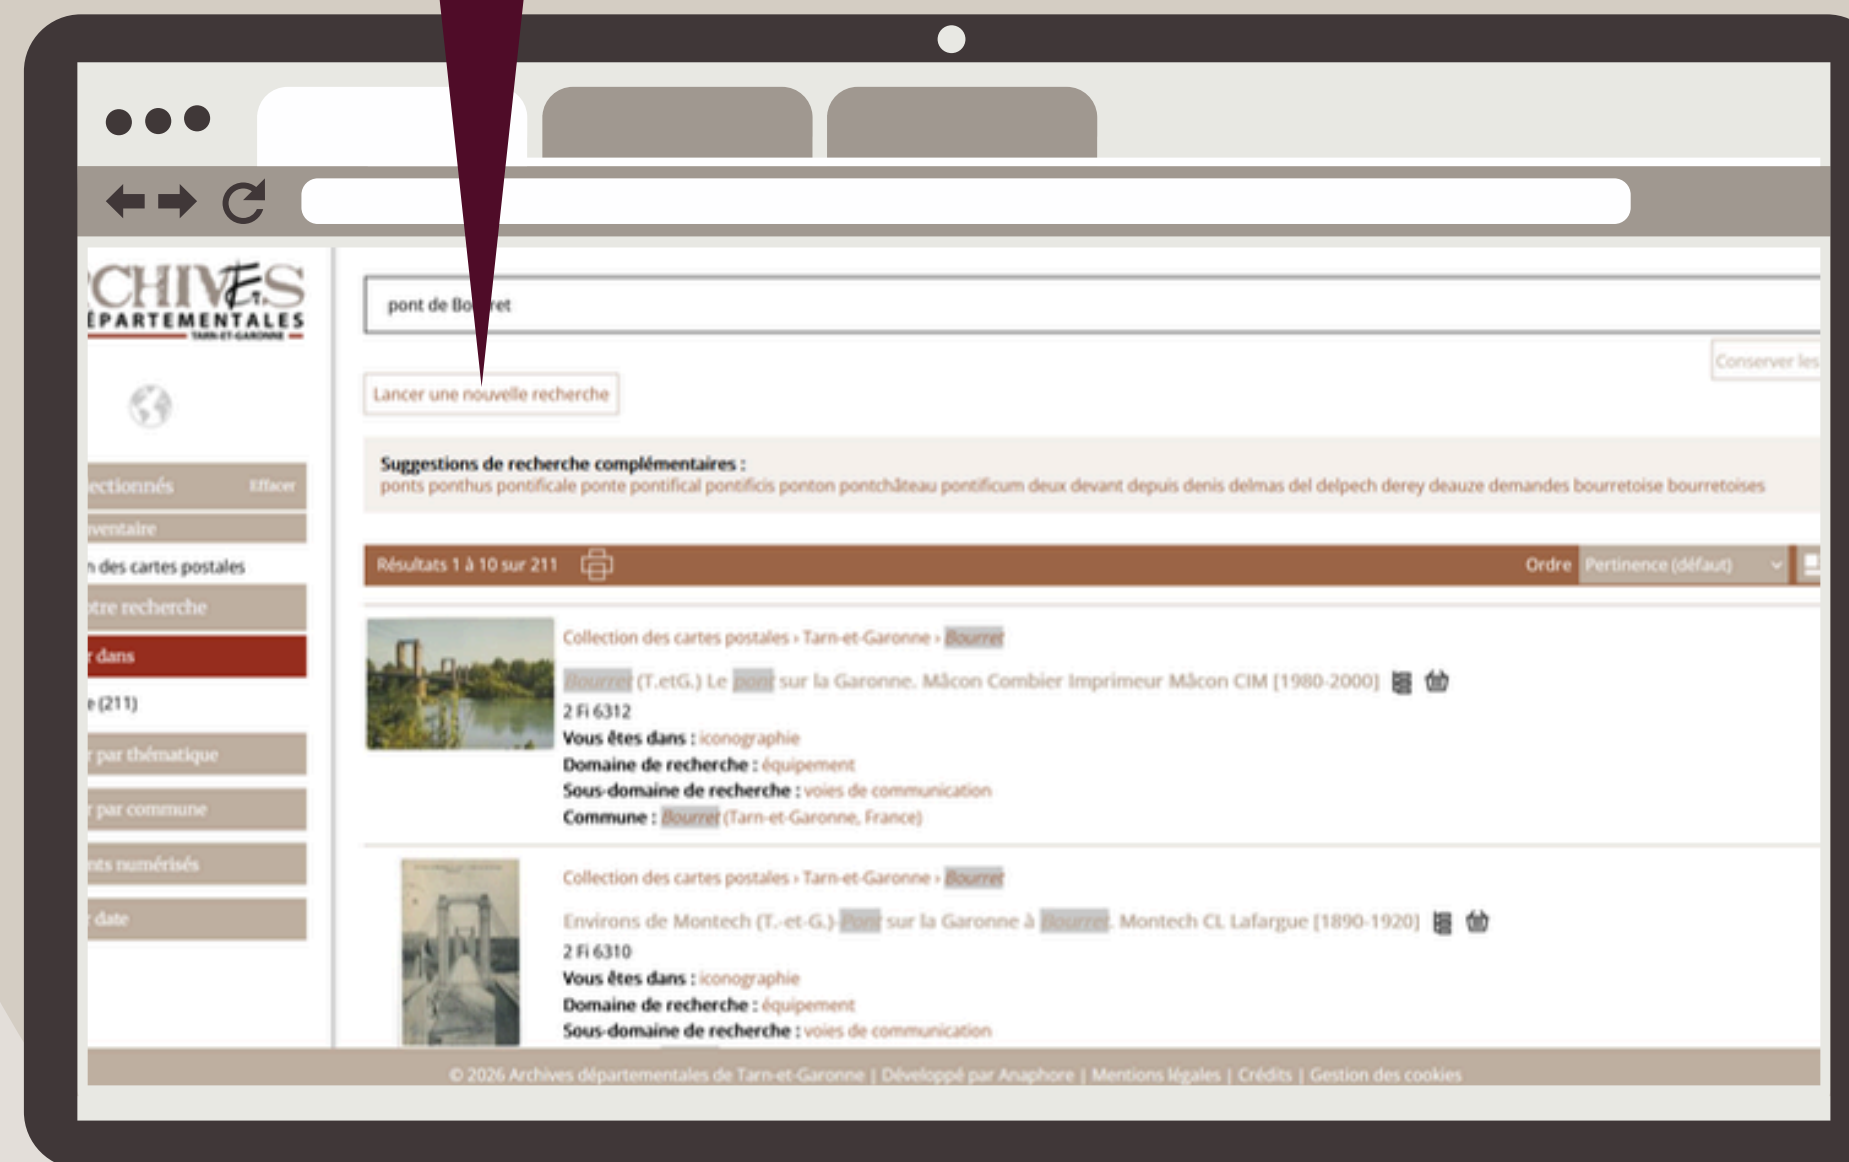 CHIVES
ÉPARTEMENTALES
TARN-ET-GARONNE
ectionnés Effacer
nventaire
n des cartes postales
otre recherche
r dans
e (211)
r par thématique
r par commune
nts numérisés
r date
pont de Bou ret
Conserver les
Lancer une nouvelle recherche
Suggestions de recherche complémentaires :
ponts ponthus pontificale ponte pontifical pontificis ponton pontchâteau pontificum deux devant depuis denis delmas del delpech derey deauze demandes bourretoise bourretoises
Résultats 1 à 10 sur 211 Ordre Pertinence (défaut)
Collection des cartes postales › Tarn-et-Garonne › Bourret
Bourret (T.etG.) Le pont sur la Garonne. Mâcon Combier Imprimeur Mâcon CIM [1980-2000]
2 Fi 6312
Vous êtes dans : iconographie
Domaine de recherche : équipement
Sous-domaine de recherche : voies de communication
Commune : Bourret (Tarn-et-Garonne, France)
Collection des cartes postales › Tarn-et-Garonne › Bourret
Environs de Montech (T.-et-G.)-Pont sur la Garonne à Bourret. Montech CL Lafargue [1890-1920]
2 Fi 6310
Vous êtes dans : iconographie
Domaine de recherche : équipement
Sous-domaine de recherche : voies de communication
© 2026 Archives départementales de Tarn-et-Garonne | Développé par Anaphore | Mentions légales | Crédits | Gestion des cookies